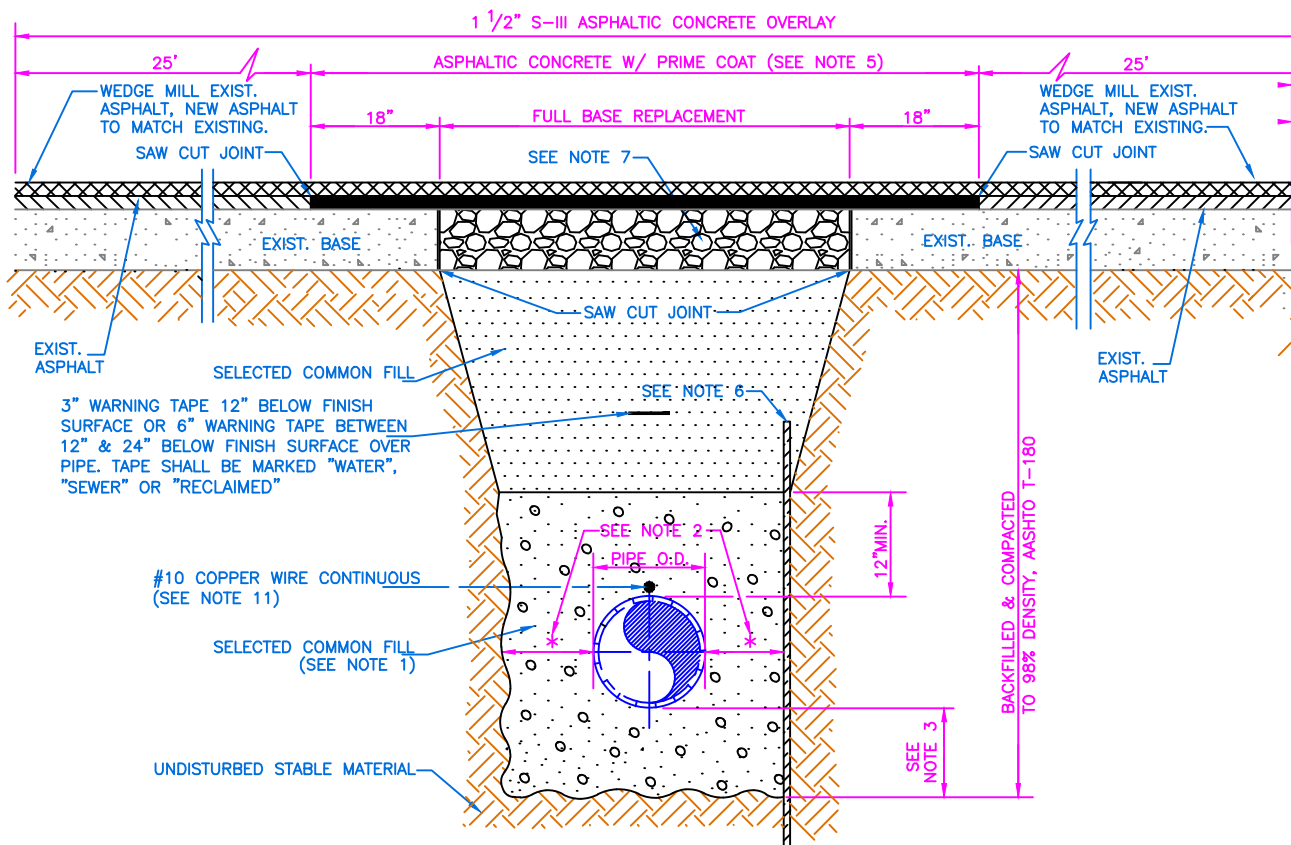 1 1/2" S-III ASPHALTIC CONCRETE OVERLAY
25'
ASPHALTIC CONCRETE W/ PRIME COAT (SEE NOTE 5)
25'
WEDGE MILL EXIST.
ASPHALT, NEW ASPHALT
TO MATCH EXISTING.
WEDGE MILL EXIST.
ASPHALT, NEW ASPHALT
TO MATCH EXISTING.
18"
FULL BASE REPLACEMENT
18"
SAW CUT JOINT
SEE NOTE 7
SAW CUT JOINT
EXIST. BASE
EXIST. BASE
SAW CUT JOINT
EXIST.
ASPHALT
EXIST.
ASPHALT
SELECTED COMMON FILL
SEE NOTE 6
3" WARNING TAPE 12" BELOW FINISH
SURFACE OR 6" WARNING TAPE BETWEEN
12" & 24" BELOW FINISH SURFACE OVER
PIPE. TAPE SHALL BE MARKED "WATER",
"SEWER" OR "RECLAIMED"
SEE NOTE 2
PIPE O.D.
12"MIN.
#10 COPPER WIRE CONTINUOUS
(SEE NOTE 11)
SELECTED COMMON FILL
(SEE NOTE 1)
BACKFILLED & COMPACTED
TO 98% DENSITY, AASHTO T-180
SEE
NOTE 3
UNDISTURBED STABLE MATERIAL